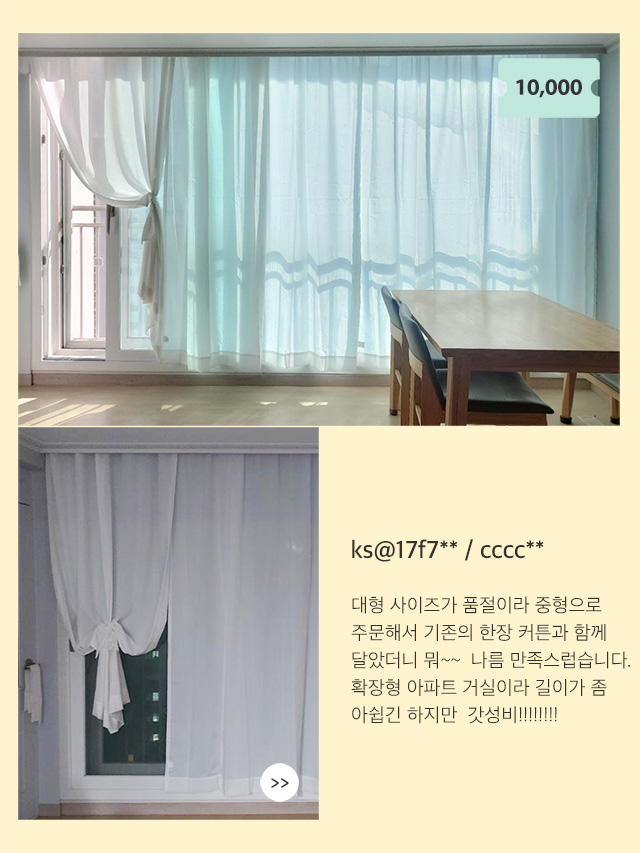 10,000
>>
ks@17f7** / cccc**
대형 사이즈가 품절이라 중형으로
주문해서 기존의 한장 커튼과 함께
달았더니 뭐~~ 나름 만족스럽습니다.
확장형 아파트 거실이라 길이가 좀
아쉽긴 하지만 갓성비!!!!!!!!